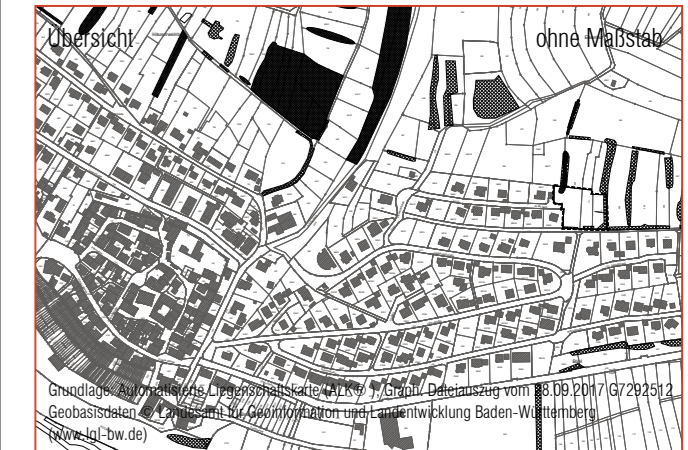 Übersicht
ohne Maßstab
Grundlage: Automatisierte Liegenschaftskarte (ALK® ), Graph. Dateiauszug vom 28.09.2017 G7292512
Geobasisdaten © Landesamt für Geoinformation und Landentwicklung Baden-Württemberg
(www.lgl-bw.de)